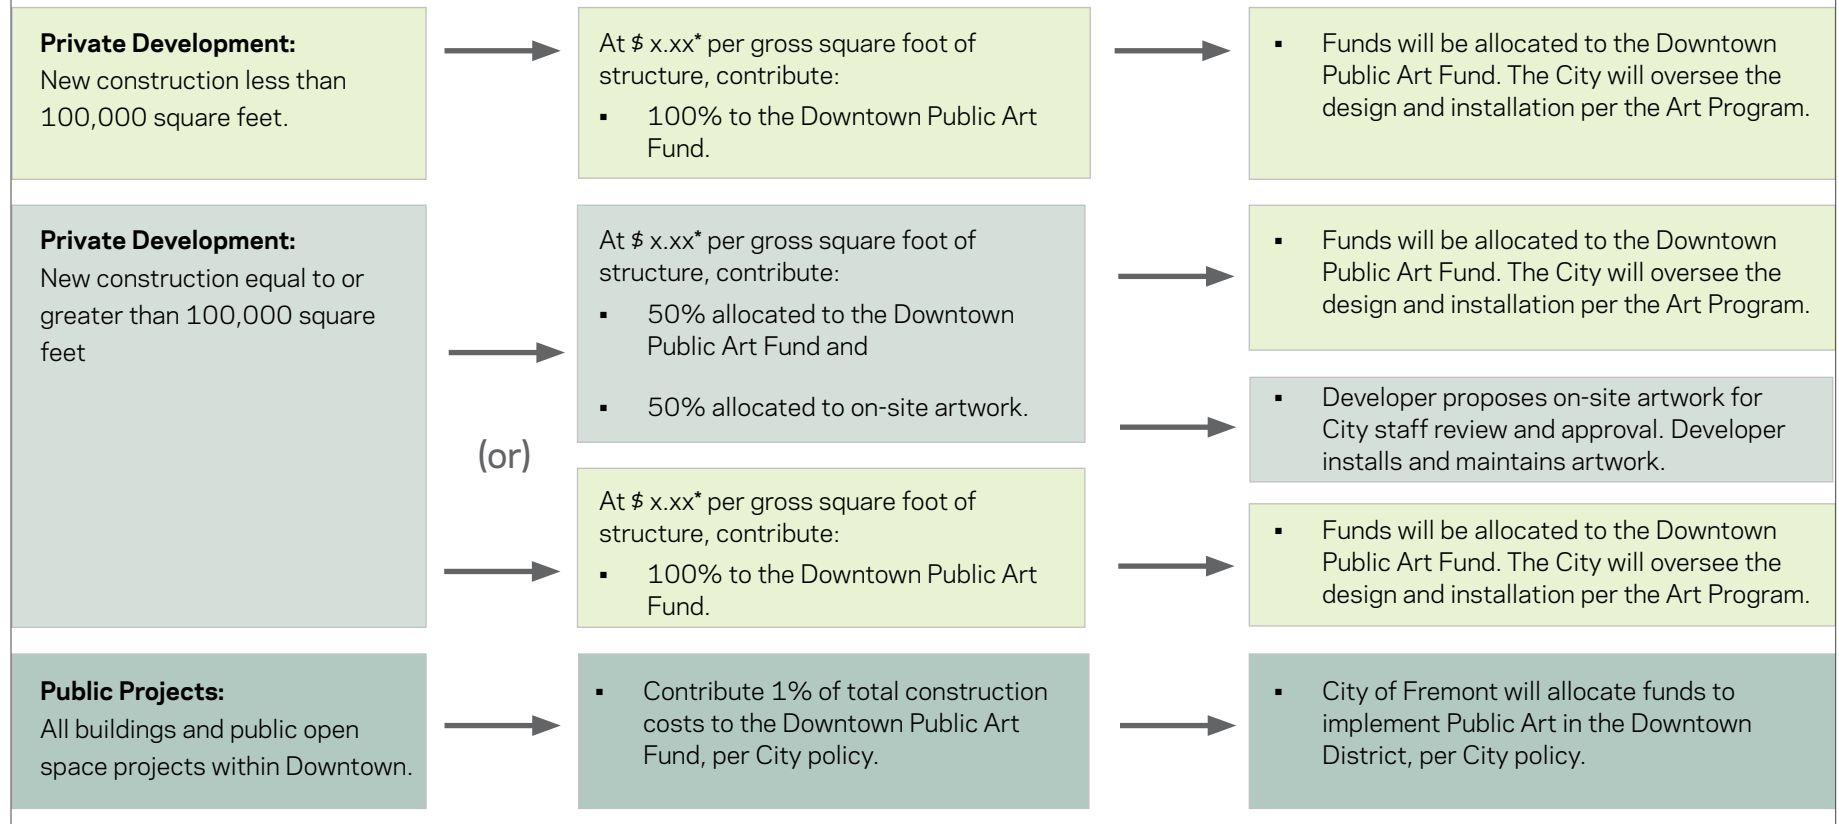 Private Development:
New construction less than
100,000 square feet.
At $ x.xx* per gross square foot of
structure, contribute:
▪ 100% to the Downtown Public Art
Fund.
▪ Funds will be allocated to the Downtown
Public Art Fund. The City will oversee the
design and installation per the Art Program.
Private Development:
New construction equal to or
greater than 100,000 square
feet
At $ x.xx* per gross square foot of
structure, contribute:
▪ 50% allocated to the Downtown
Public Art Fund and
▪ 50% allocated to on-site artwork.
▪ Funds will be allocated to the Downtown
Public Art Fund. The City will oversee the
design and installation per the Art Program.
▪ Developer proposes on-site artwork for
City staff review and approval. Developer
installs and maintains artwork.
(or)
At $ x.xx* per gross square foot of
structure, contribute:
▪ 100% to the Downtown Public Art
Fund.
▪ Funds will be allocated to the Downtown
Public Art Fund. The City will oversee the
design and installation per the Art Program.
Public Projects:
All buildings and public open
space projects within Downtown.
▪ Contribute 1% of total construction
costs to the Downtown Public Art
Fund, per City policy.
▪ City of Fremont will allocate funds to
implement Public Art in the Downtown
District, per City policy.